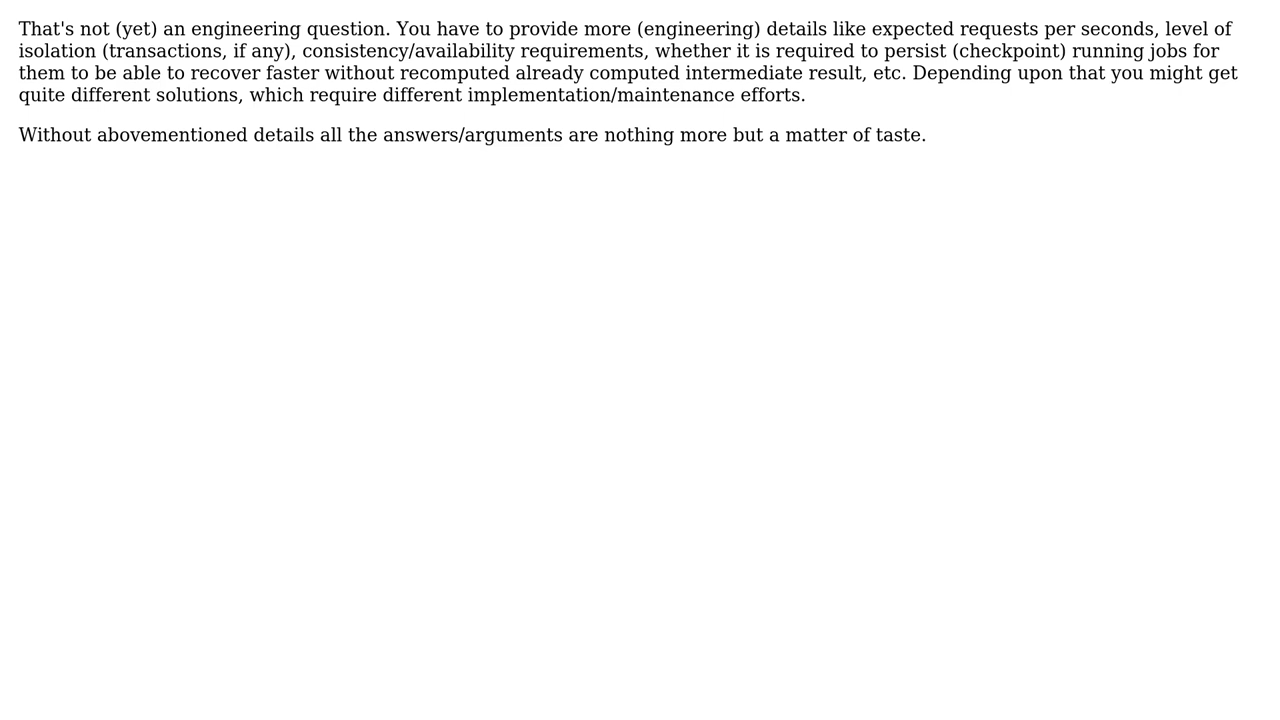 That's not (yet) an engineering question. You have to provide more (engineering) details like expected requests per seconds, level of
isolation (transactions, if any), consistency/availability requirements, whether it is required to persist (checkpoint) running jobs for
them to be able to recover faster without recomputed already computed intermediate result, etc. Depending upon that you might get
quite different solutions, which require different implementation/maintenance efforts.
Without abovementioned details all the answers/arguments are nothing more but a matter of taste.